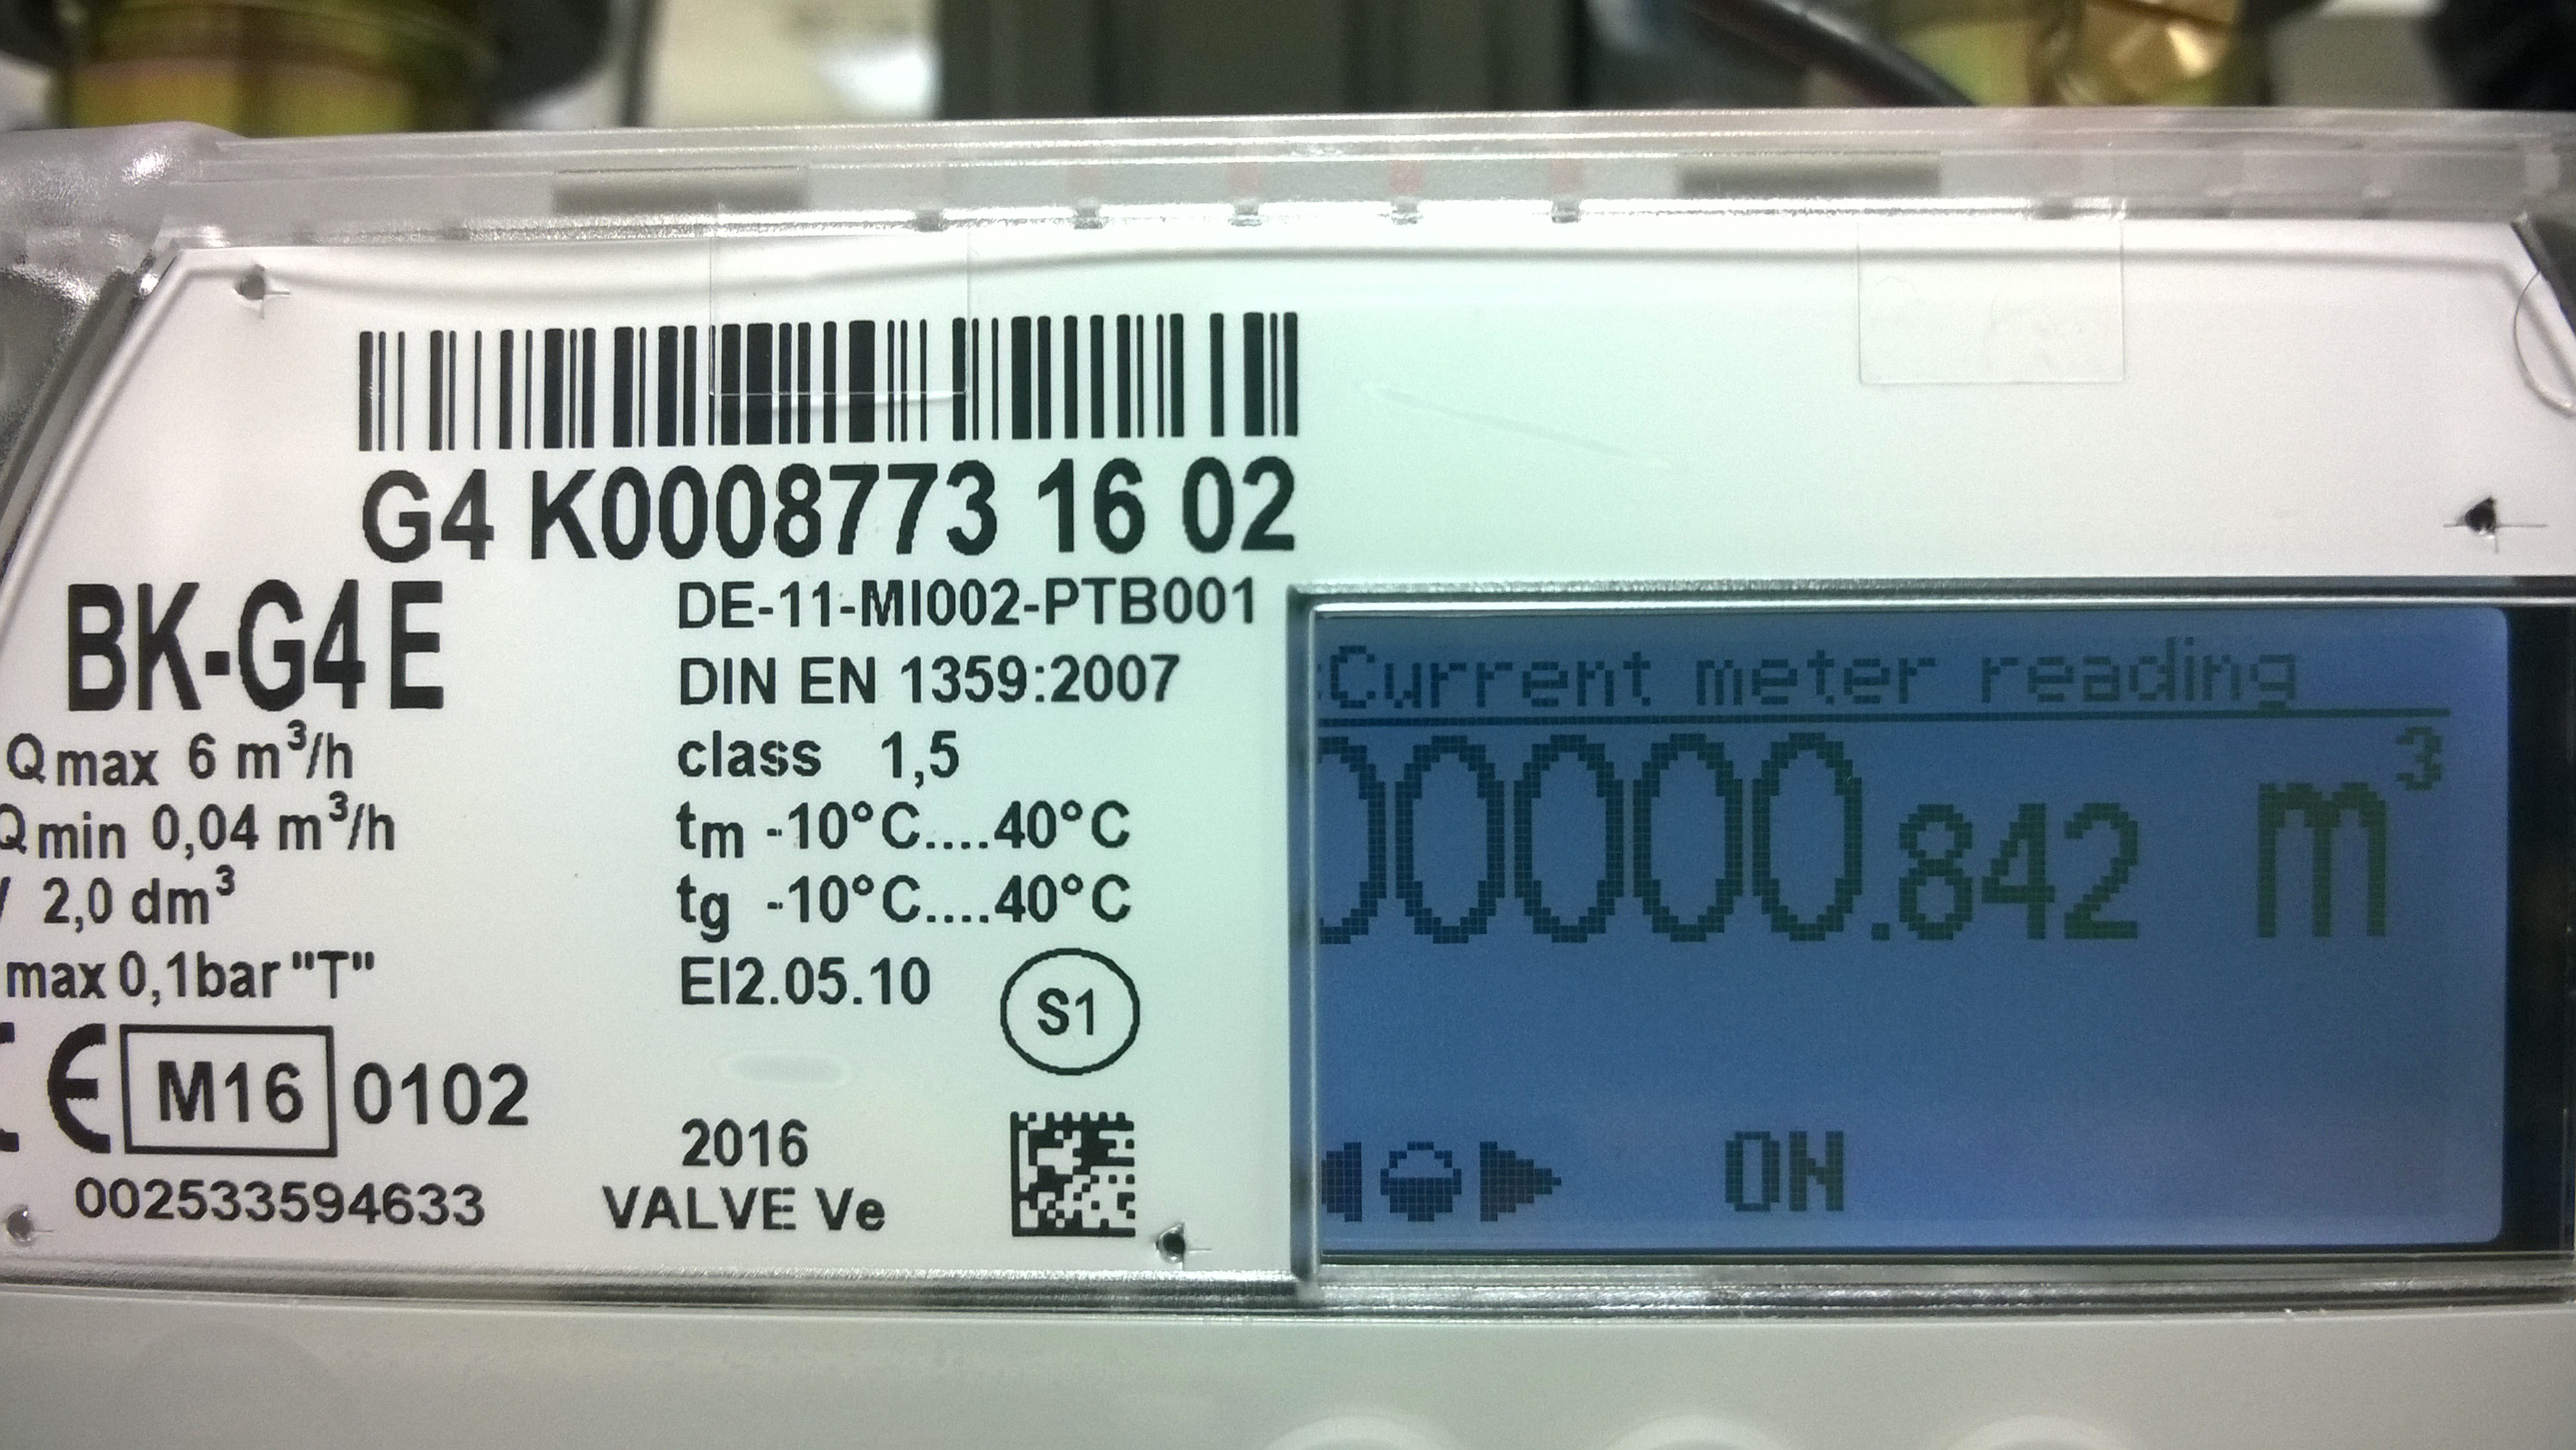 G4 K0008773 16 02
BK-G4 E
Qmax 6 m³/h
Qmin 0,04 m³/h
2,0 dm³
max 0,1bar "T"
CE M16 0102
002533594633
DE-11-MI002-PTB001
DIN EN 1359:2007
class 1,5
tm -10°C....40°C
tg -10°C....40°C
EI2.05.10
S1
2016
VALVE Ve
Current meter reading
00000.842 m³
ON